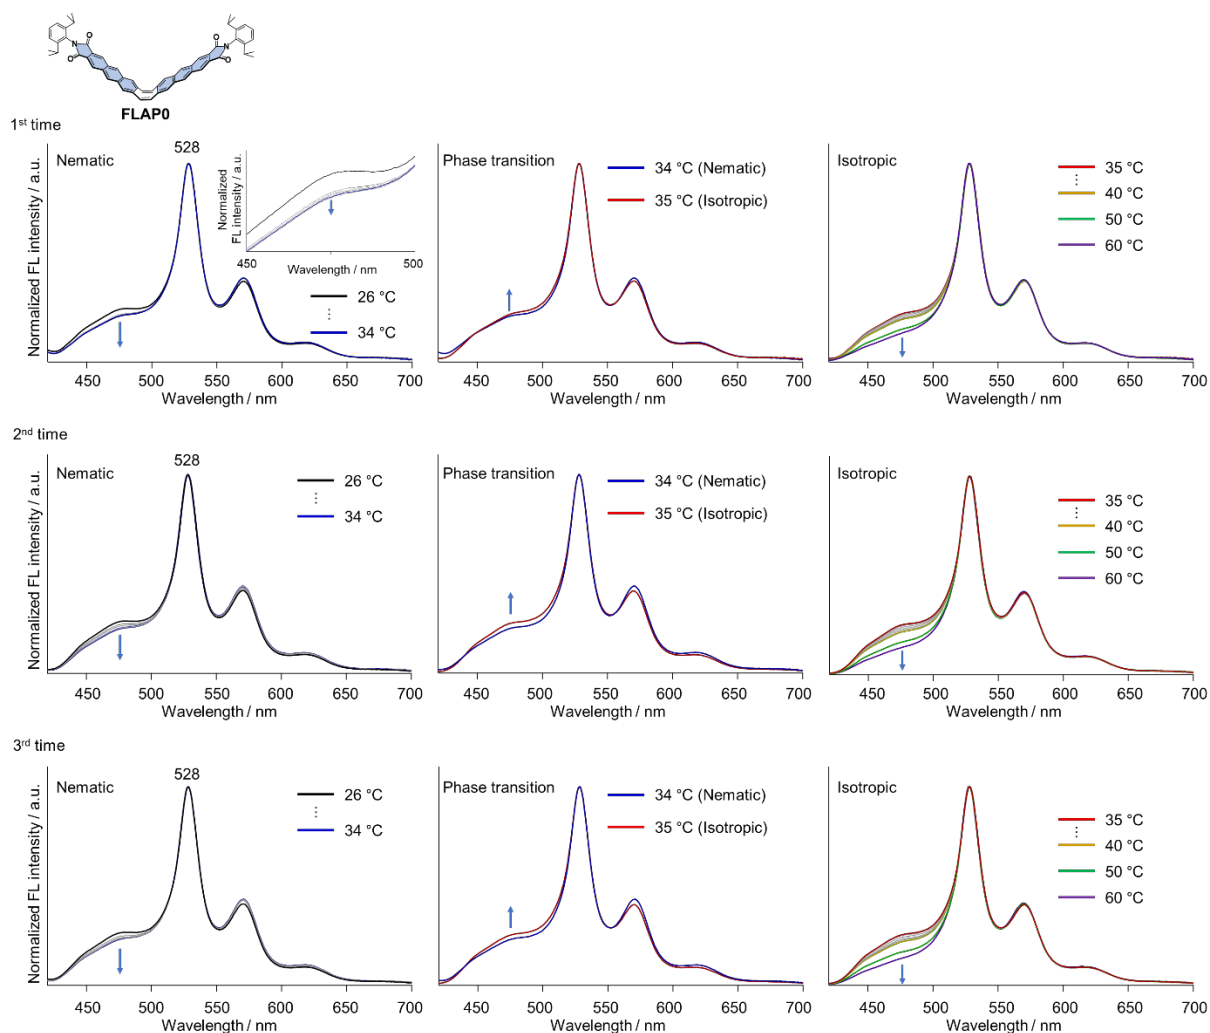 O
N
O
O
N
O
FLAP0
1st time
Nematic
528
Normalized FL intensity / a.u.
Normalized
FL intensity / a.u.
450
500
Wavelength / nm
26 °C
⋮
34 °C
450 500 550 600 650 700
Wavelength / nm
Phase transition
34 °C (Nematic)
35 °C (Isotropic)
450 500 550 600 650 700
Wavelength / nm
Isotropic
35 °C
⋮
40 °C
50 °C
60 °C
450 500 550 600 650 700
Wavelength / nm
2nd time
Nematic
528
Normalized FL intensity / a.u.
26 °C
⋮
34 °C
450 500 550 600 650 700
Wavelength / nm
Phase transition
34 °C (Nematic)
35 °C (Isotropic)
450 500 550 600 650 700
Wavelength / nm
Isotropic
35 °C
⋮
40 °C
50 °C
60 °C
450 500 550 600 650 700
Wavelength / nm
3rd time
Nematic
528
Normalized FL intensity / a.u.
26 °C
⋮
34 °C
450 500 550 600 650 700
Wavelength / nm
Phase transition
34 °C (Nematic)
35 °C (Isotropic)
450 500 550 600 650 700
Wavelength / nm
Isotropic
35 °C
⋮
40 °C
50 °C
60 °C
450 500 550 600 650 700
Wavelength / nm